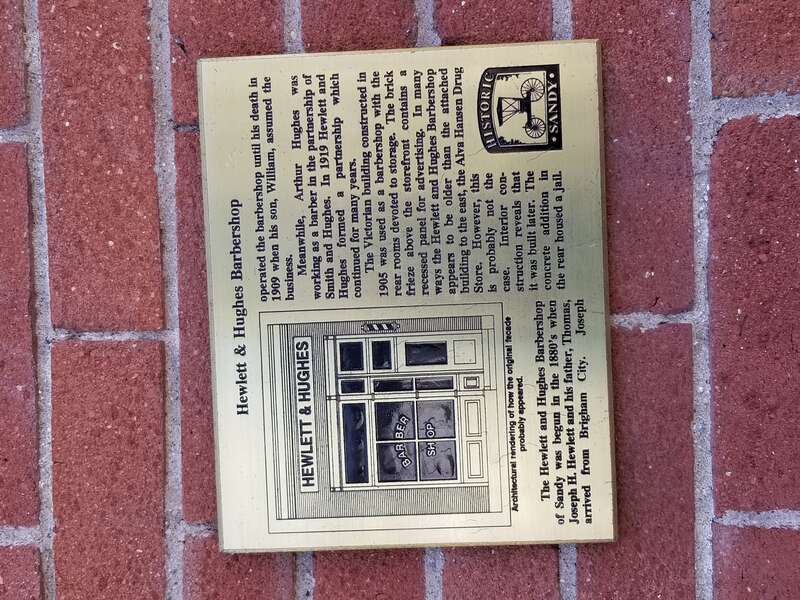 Hewlett & Hughes Barbershop
HEWLETT & HUGHES
BARBER
SHOP
Architectural rendering of how the original facade
probably appeared.
The Hewlett and Hughes Barbershop
of Sandy was begun in the 1880's when
Joseph H. Hewlett and his father, Thomas,
arrived from Brigham City. Joseph
operated the barbershop until his death in
1909 when his son, William, assumed the
business.
Meanwhile, Arthur Hughes was
working as a barber in the partnership of
Smith and Hughes. In 1919 Hewlett and
Hughes formed a partnership which
continued for many years.
The Victorian building constructed in
1905 was used as a barbershop with the
rear rooms devoted to storage. The brick
frieze above the storefront contains a
recessed panel for advertising. In many
ways the Hewlett and Hughes Barbershop
appears to be older than the attached
building to the east, the Alva Hansen Drug
Store. However, this
is probably not the
case. Interior con-
struction reveals that
it was built later. The
concrete addition in
the rear housed a jail.
HISTORIC
• SANDY •